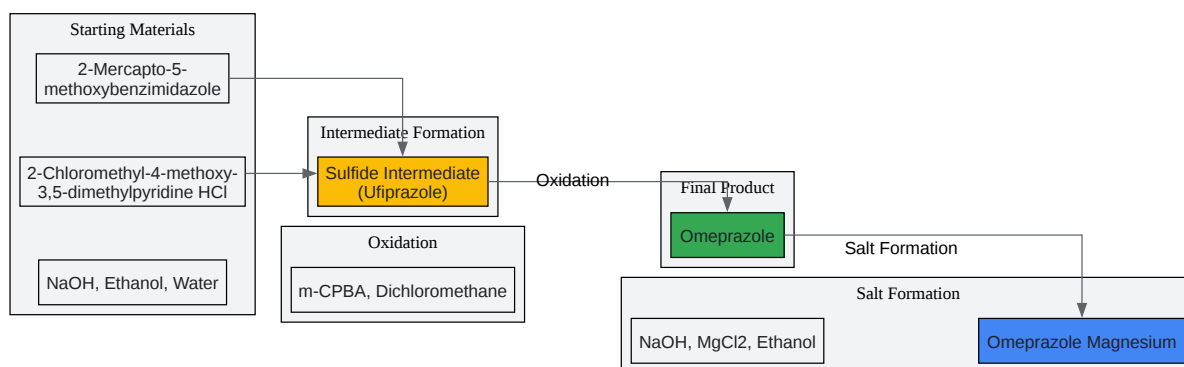 Starting Materials
2-Mercapto-5-
methoxybenzimidazole
2-Chloromethyl-4-methoxy-
3,5-dimethylpyridine HCl
NaOH, Ethanol, Water
Intermediate Formation
Sulfide Intermediate
(Ufiprazole)
Oxidation
Oxidation
m-CPBA, Dichloromethane
Final Product
Omeprazole
Salt Formation
Salt Formation
NaOH, MgCl2, Ethanol
Omeprazole Magnesium